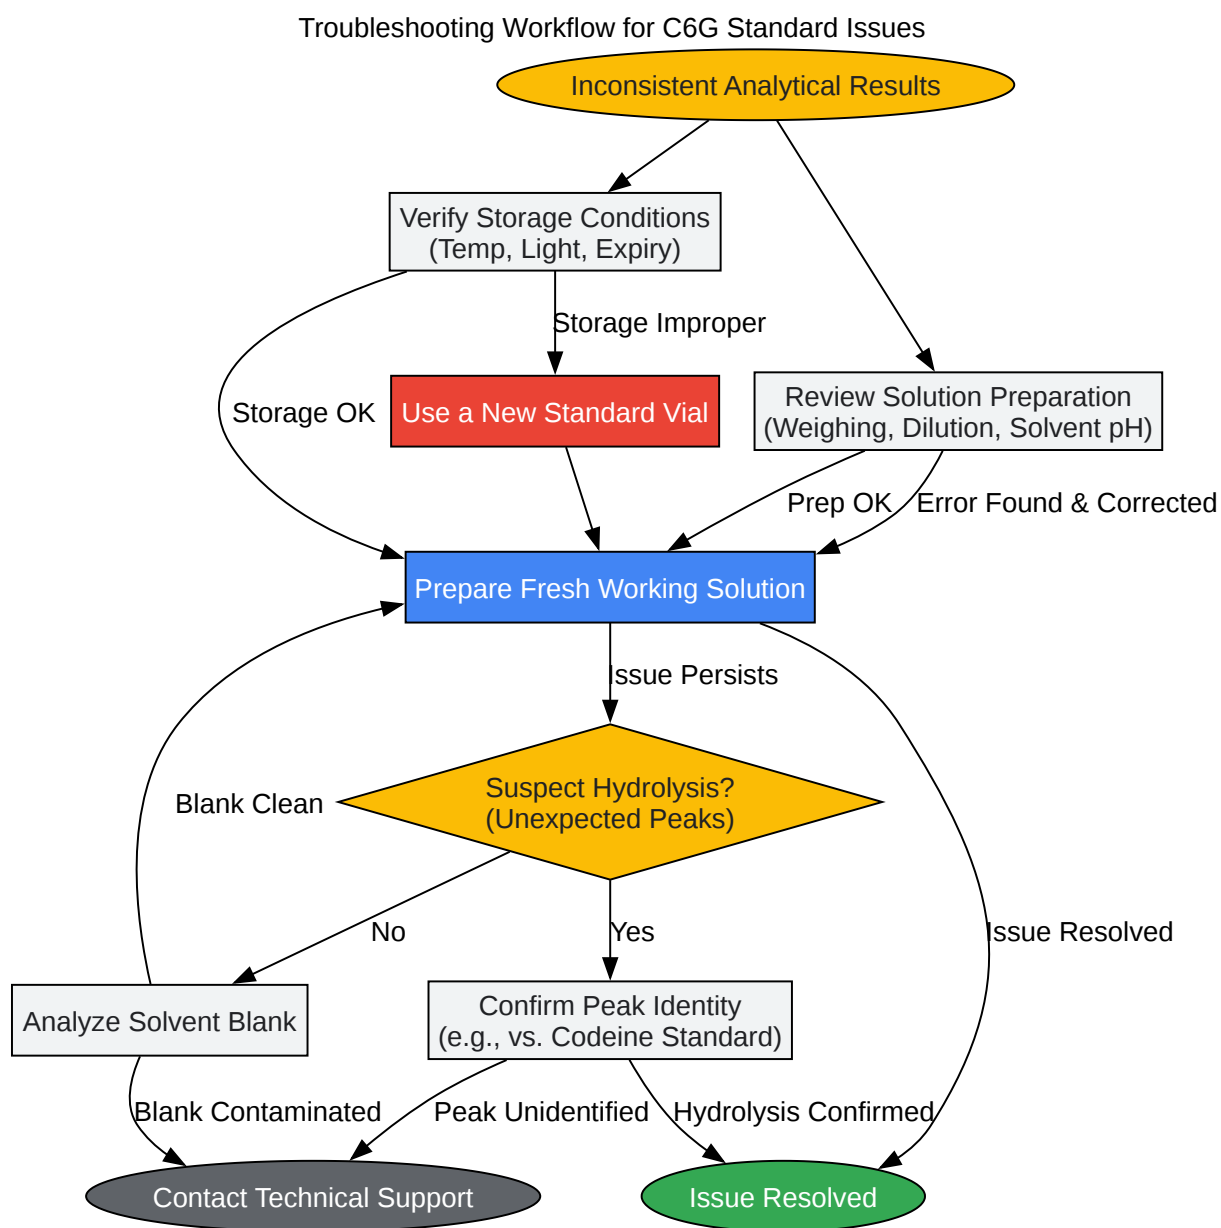 Troubleshooting Workflow for C6G Standard Issues
Inconsistent Analytical Results
Verify Storage Conditions
(Temp, Light, Expiry)
Storage Improper
Storage OK
Use a New Standard Vial
Review Solution Preparation
(Weighing, Dilution, Solvent pH)
Prep OK
Error Found & Corrected
Prepare Fresh Working Solution
Issue Persists
Suspect Hydrolysis?
(Unexpected Peaks)
Blank Clean
No
Yes
Issue Resolved
Analyze Solvent Blank
Confirm Peak Identity
(e.g., vs. Codeine Standard)
Blank Contaminated
Peak Unidentified
Hydrolysis Confirmed
Contact Technical Support
Issue Resolved